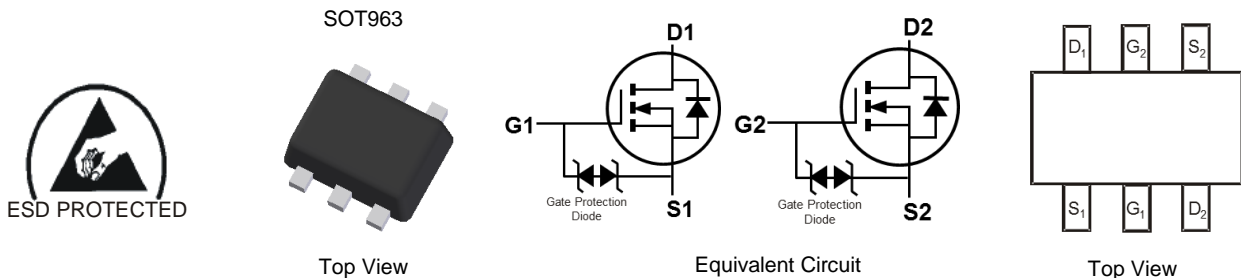 ESD PROTECTED
SOT963
Top View
D1
G1
Gate Protection
Diode
S1
D2
G2
Gate Protection
Diode
S2
Equivalent Circuit
D₁ G₂ S₂
S₁ G₁ D₂
Top View